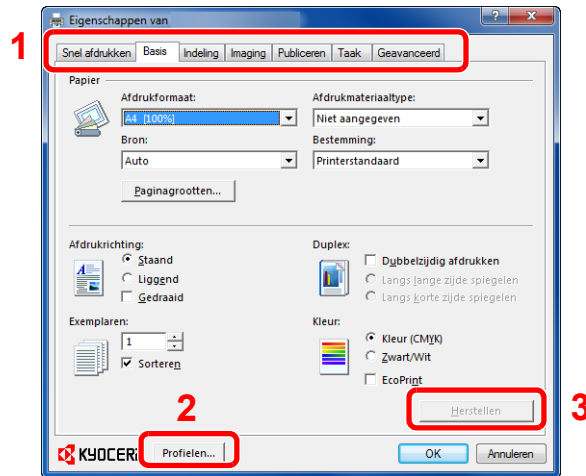 Eigenschappen van
1
Snel afdrukken Basis Indeling Imaging Publiceren Taak Geavanceerd
Papier
Afdrukformaat: Afdrukmateriaaltype:
A4 [100%] Niet aangegeven
Bron: Bestemming:
Auto Printerstandaard
Paginagrootten...
Afdrukrichting: Duplex:
Staand Dubbelzijdig afdrukken
Liggend Langs lange zijde spiegelen
Gedraaid Langs korte zijde spiegelen
Exemplaren: Kleur:
1 Kleur (CMYK)
Sorteren Zwart/Wit
EcoPrint
2 Herstellen 3
KYOCER Profielen... OK Annuleren